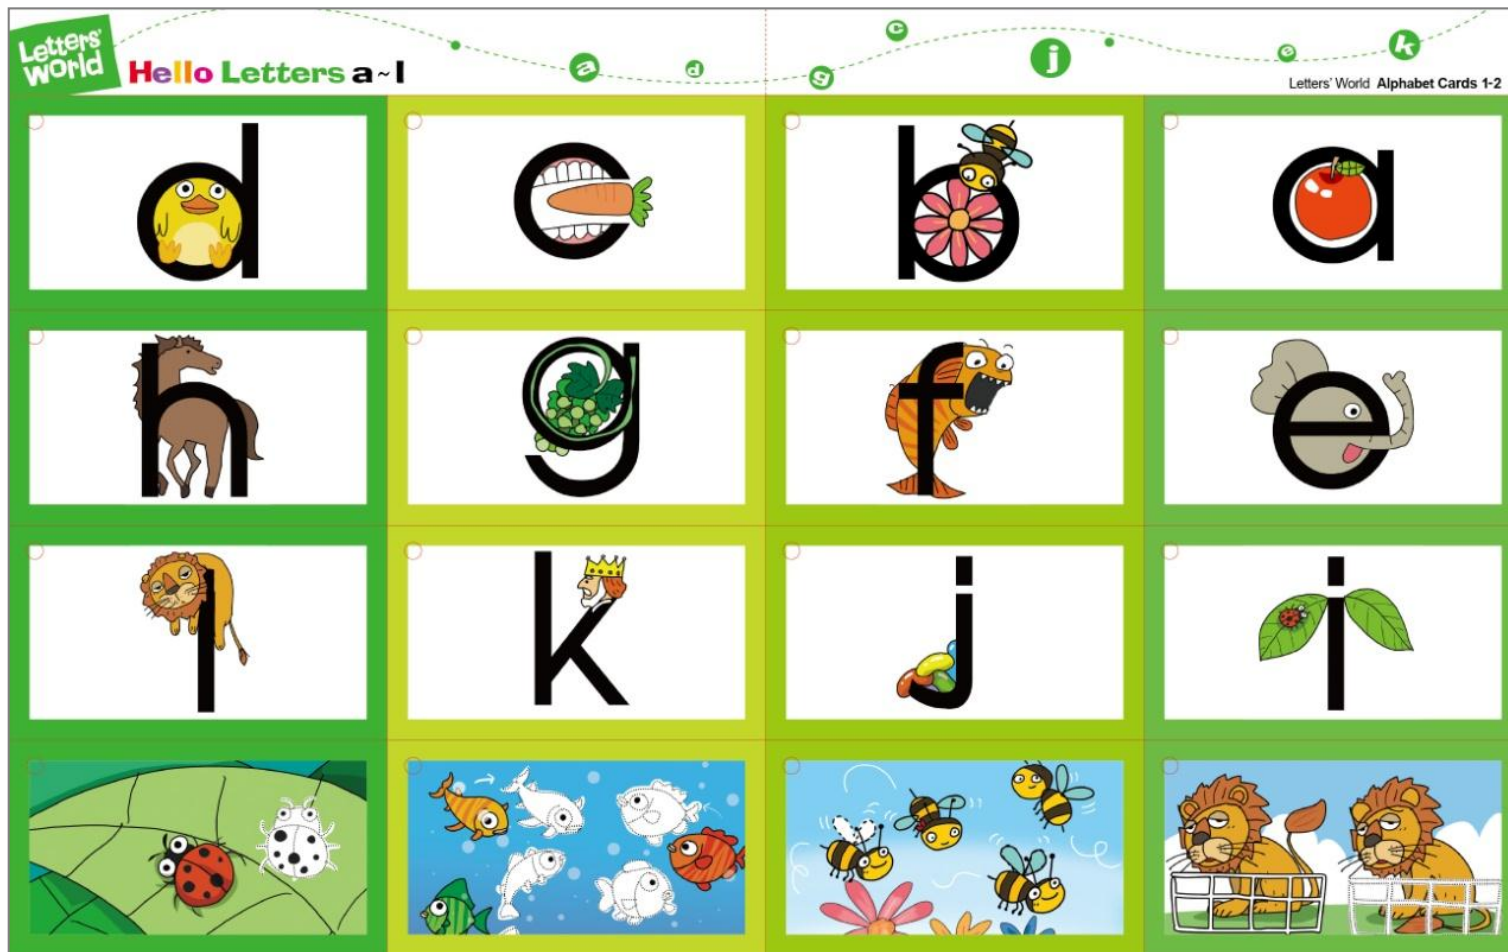 Letters'
World
Hello Letters a~l
a
d
g
c
j
e
k
Letters' World Alphabet Cards 1-2
d
c
b
a
h
g
f
e
l
k
j
i